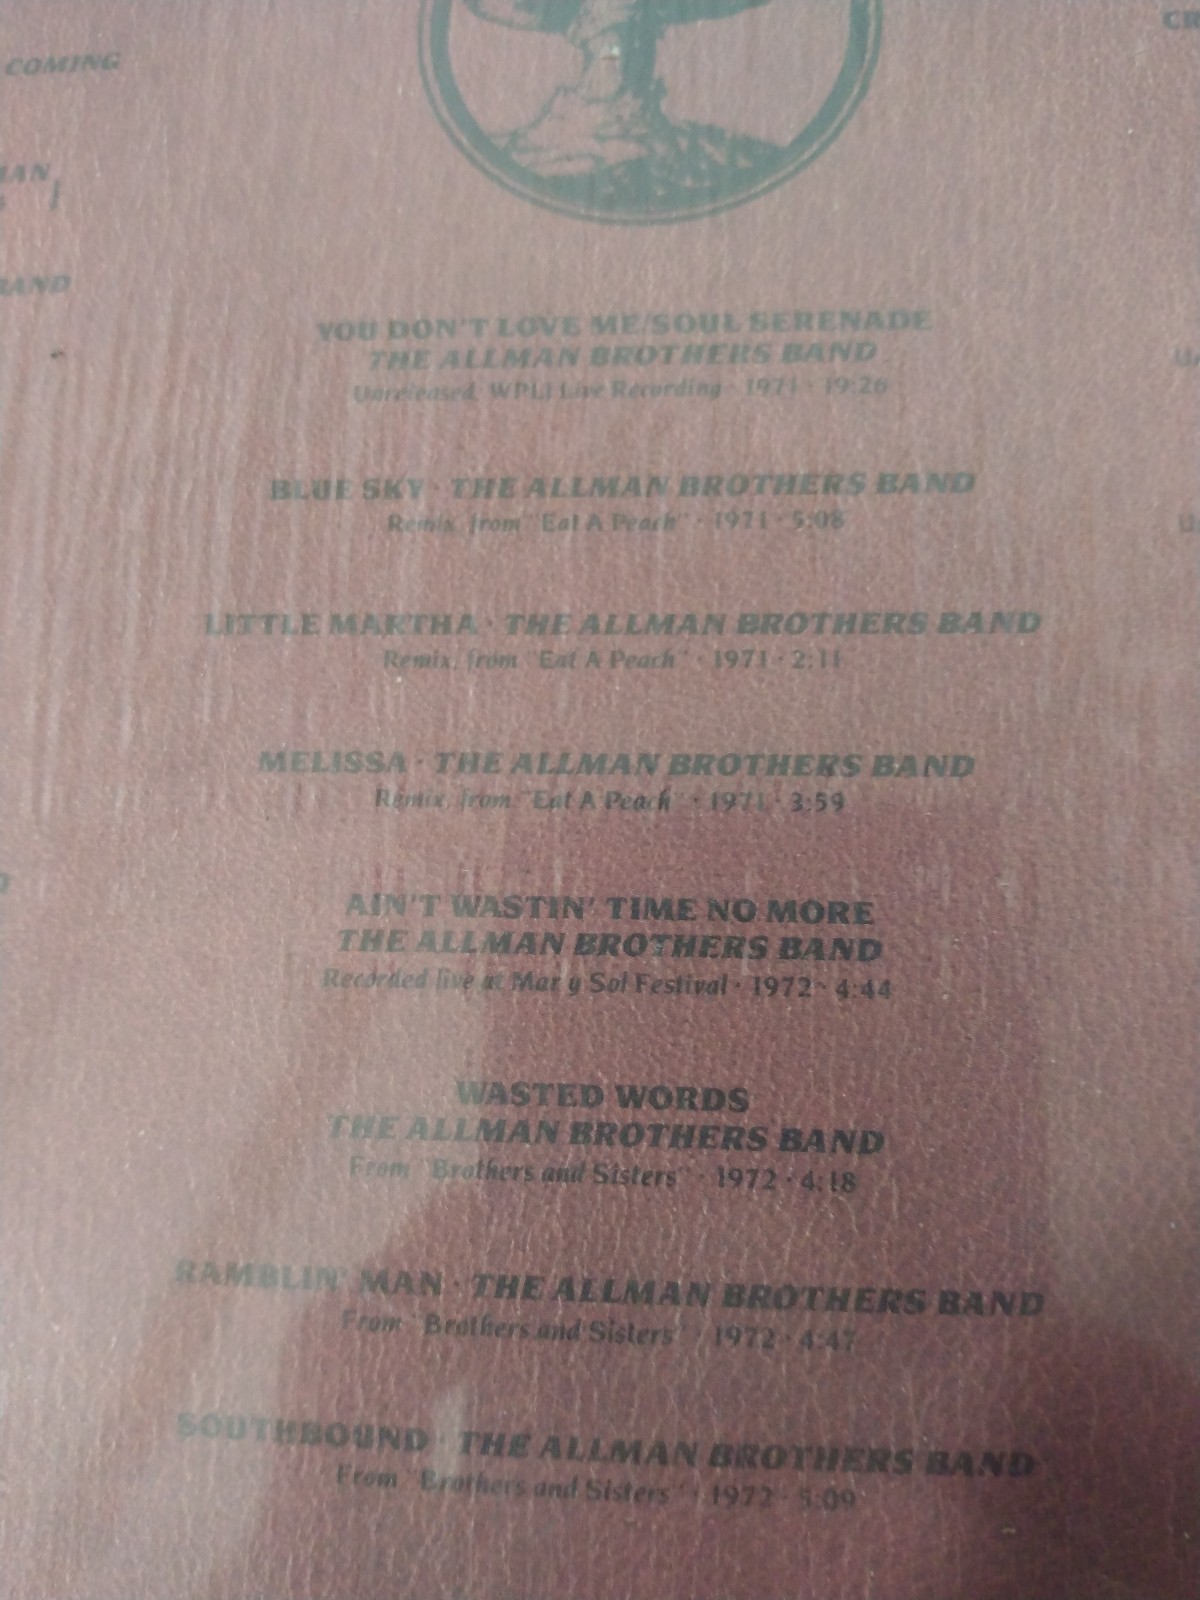 COMING
BAND
YOU DON'T LOVE ME/SOUL SERENADE
THE ALLMAN BROTHERS BAND
Unreleased, WPLJ Live Recording · 1971 · 19:26
BLUE SKY · THE ALLMAN BROTHERS BAND
Remix, from "Eat A Peach" · 1971 · 5:08
LITTLE MARTHA · THE ALLMAN BROTHERS BAND
Remix, from "Eat A Peach" · 1971 · 2:11
MELISSA · THE ALLMAN BROTHERS BAND
Remix, from "Eat A Peach" · 1971 · 3:59
AIN'T WASTIN' TIME NO MORE
THE ALLMAN BROTHERS BAND
Recorded live at Mar y Sol Festival · 1972 · 4:44
WASTED WORDS
THE ALLMAN BROTHERS BAND
From "Brothers and Sisters" · 1972 · 4:18
RAMBLIN' MAN · THE ALLMAN BROTHERS BAND
From "Brothers and Sisters" · 1972 · 4:47
SOUTHBOUND · THE ALLMAN BROTHERS BAND
From "Brothers and Sisters" · 1972 · 5:09